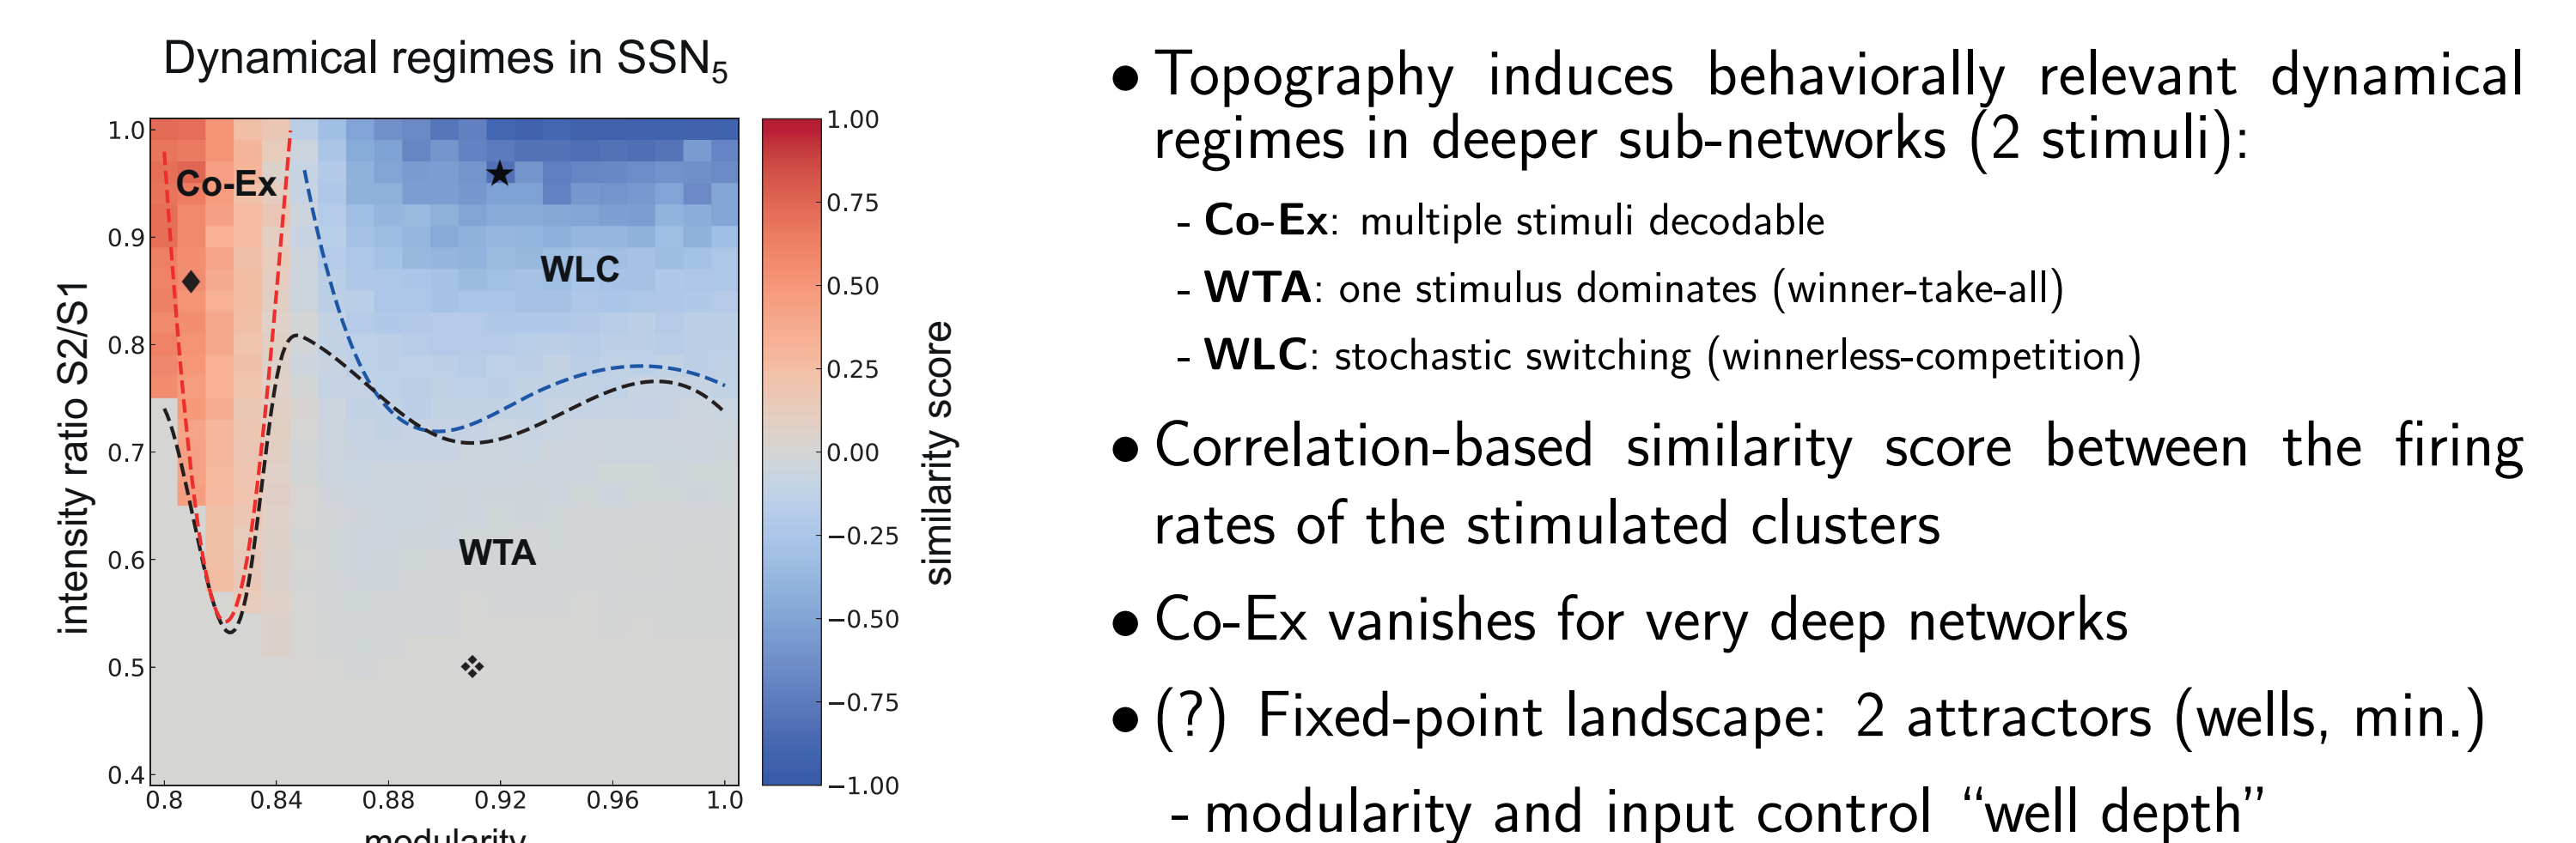 Dynamical regimes in SSN5
1.0
0.9
0.8
0.7
0.6
0.5
0.4
intensity ratio S2/S1
Co-Ex
WLC
WTA
0.8 0.84 0.88 0.92 0.96 1.0
modularity
1.00
0.75
0.50
0.25
0.00
−0.25
−0.50
−0.75
−1.00
similarity score
• Topography induces behaviorally relevant dynamical
regimes in deeper sub-networks (2 stimuli):
- Co-Ex: multiple stimuli decodable
- WTA: one stimulus dominates (winner-take-all)
- WLC: stochastic switching (winnerless-competition)
• Correlation-based similarity score between the firing
rates of the stimulated clusters
• Co-Ex vanishes for very deep networks
• (?) Fixed-point landscape: 2 attractors (wells, min.)
- modularity and input control “well depth”